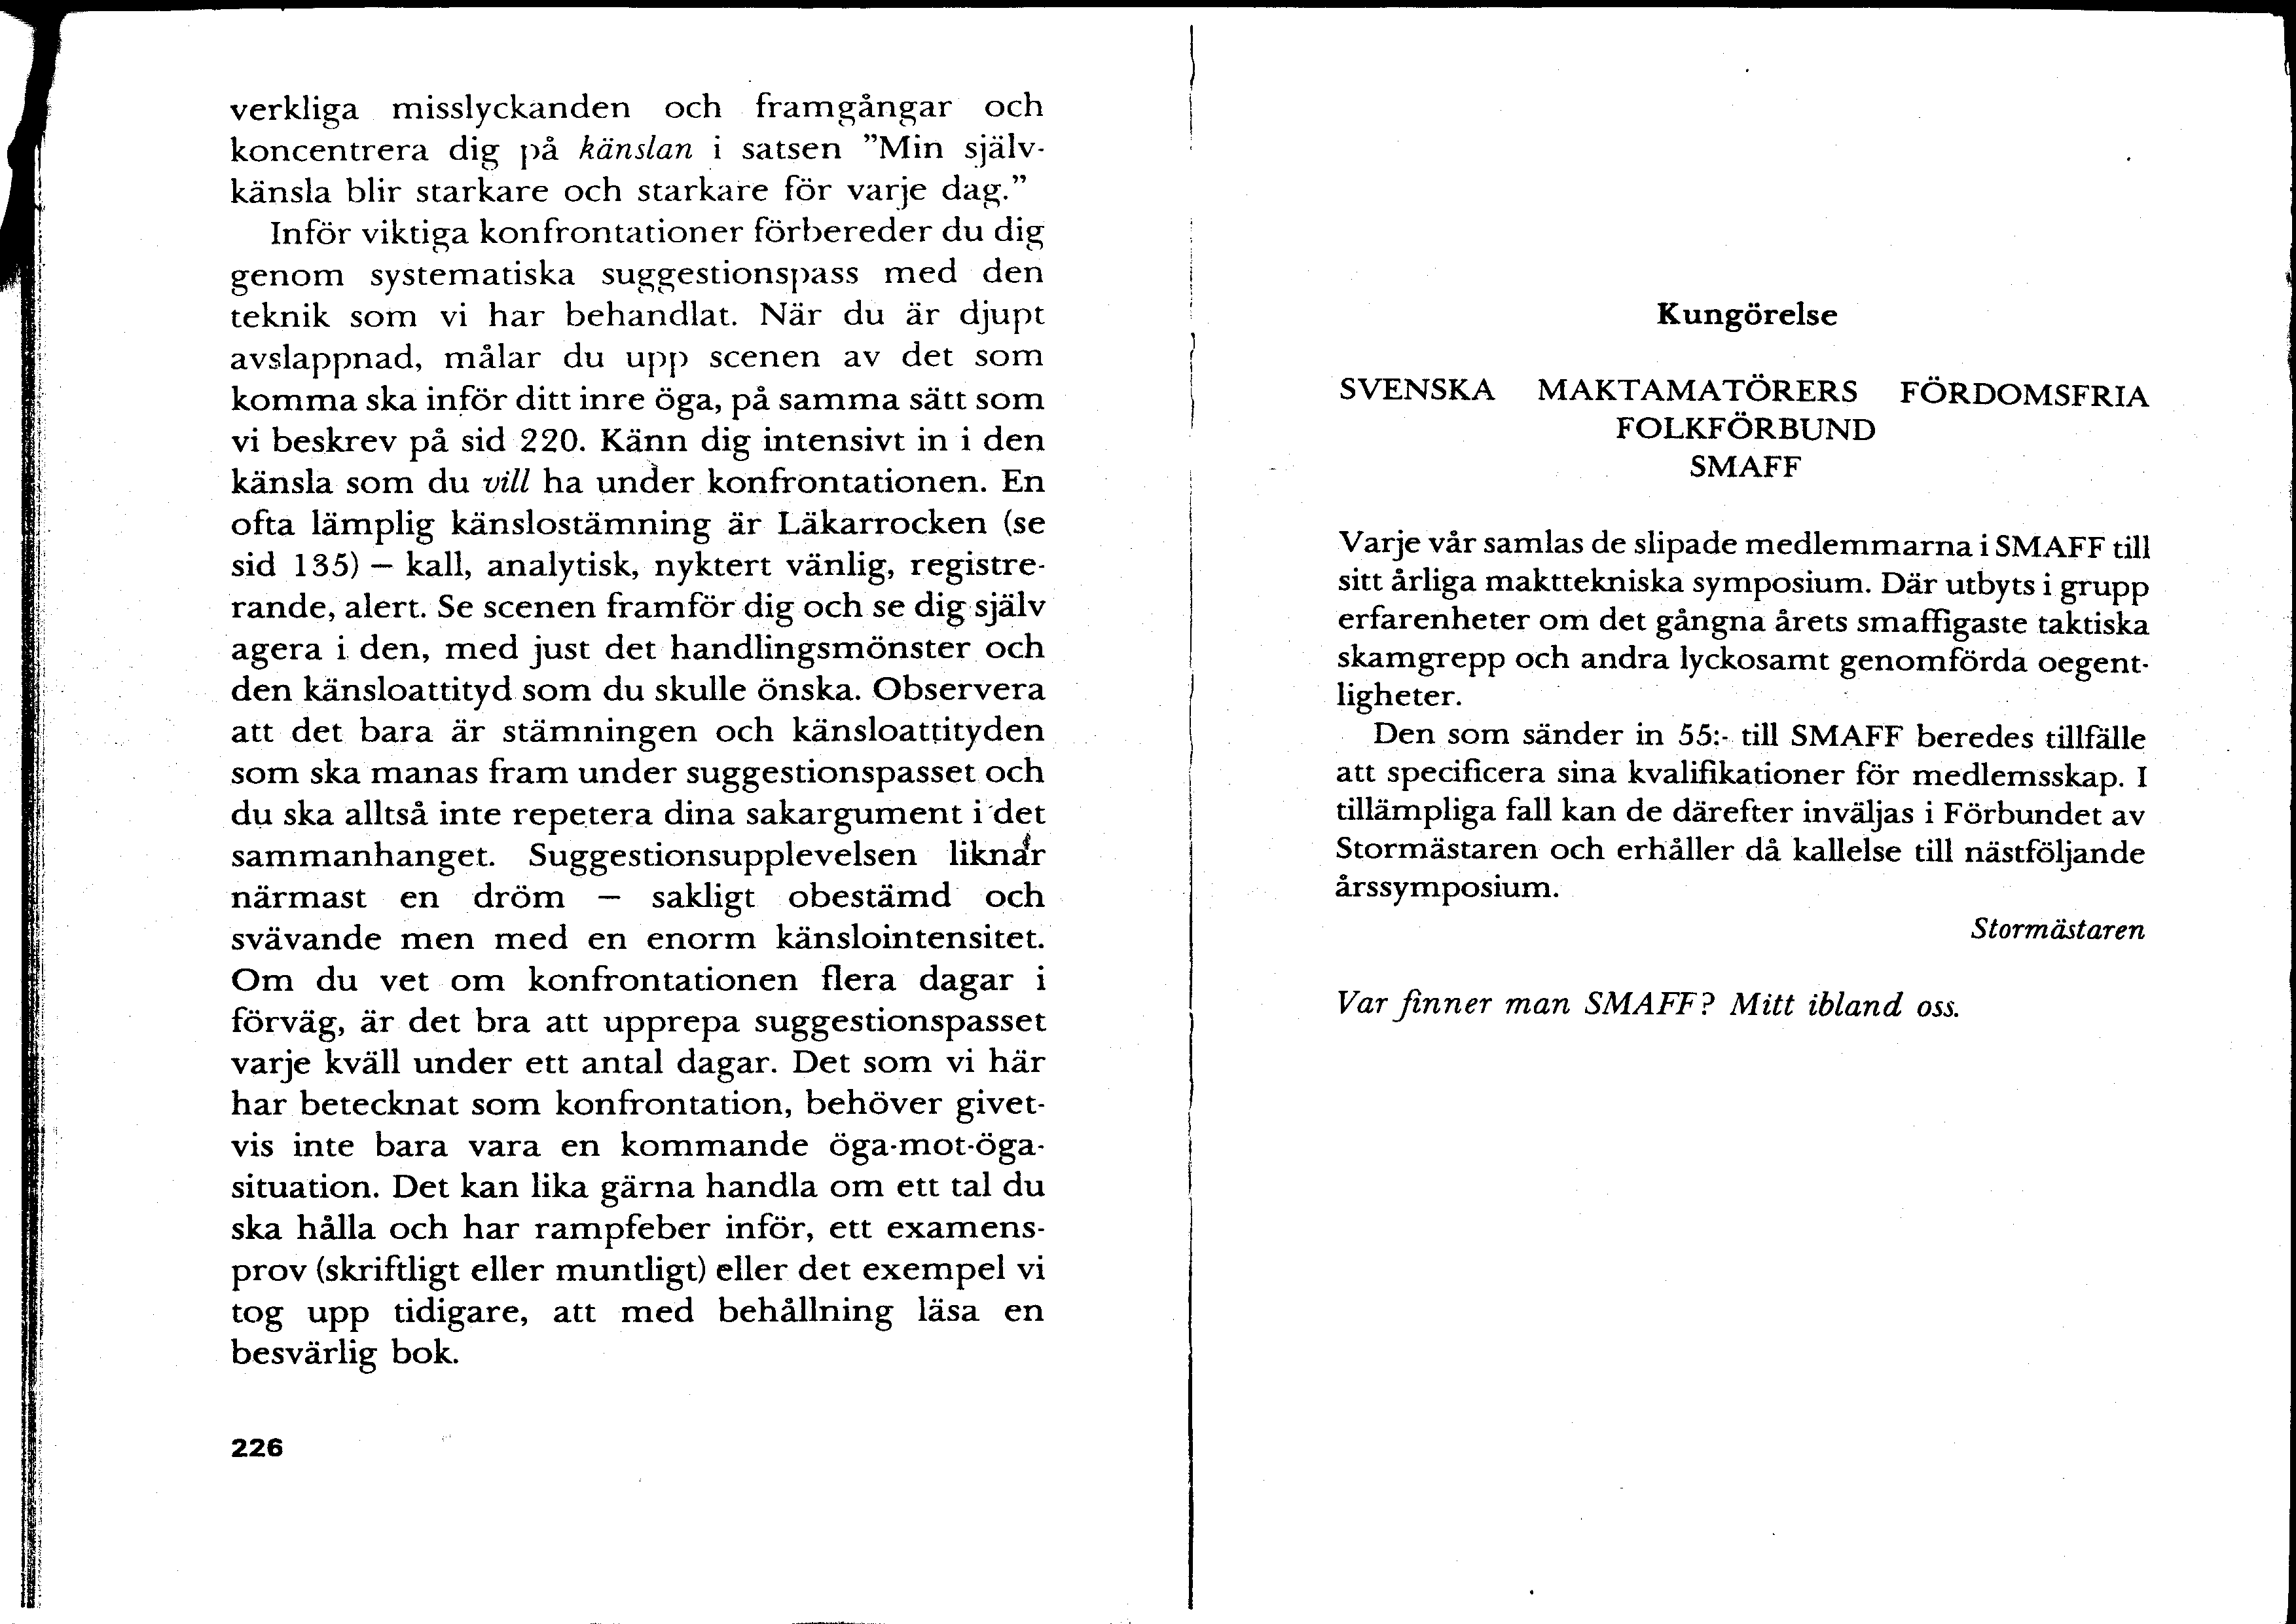 verkliga misslyckanden och framgångar och
koncentrera dig på känslan i satsen ”Min själv-
känsla blir starkare och starkare för varje dag.”
Inför viktiga konfrontationer förbereder du dig
genom systematiska suggestionspass med den
teknik som vi har behandlat. När du är djupt
avslappnad, målar du upp scenen av det som
komma ska inför ditt inre öga, på samma sätt som
vi beskrev på sid 220. Känn dig intensivt in i den
känsla som du vill ha under konfrontationen. En
ofta lämplig känslostämning är Läkarrocken (se
sid 135) – kall, analytisk, nyktert vänlig, registre-
rande, alert. Se scenen framför dig och se dig själv
agera i den, med just det handlingsmönster och
den känsloattityd som du skulle önska. Observera
att det bara är stämningen och känsloattityden
som ska manas fram under suggestionspasset och
du ska alltså inte repetera dina sakargument i det
sammanhanget. Suggestionsupplevelsen liknar
närmast en dröm – sakligt obestämd och
svävande men med en enorm känslointensitet.
Om du vet om konfrontationen flera dagar i
förväg, är det bra att upprepa suggestionspasset
varje kväll under ett antal dagar. Det som vi här
har betecknat som konfrontation, behöver givet-
vis inte bara vara en kommande öga-mot-öga-
situation. Det kan lika gärna handla om ett tal du
ska hålla och har rampfeber inför, ett examens-
prov (skriftligt eller muntligt) eller det exempel vi
tog upp tidigare, att med behållning läsa en
besvärlig bok.
226
Kungörelse
SVENSKA MAKTAMATÖRERS FÖRDOMSFRIA
FOLKFÖRBUND
SMAFF
Varje vår samlas de slipade medlemmarna i SMAFF till
sitt årliga makttekniska symposium. Där utbyts i grupp
erfarenheter om det gångna årets smaffigaste taktiska
skamgrepp och andra lyckosamt genomförda oegent-
ligheter.
Den som sänder in 55:- till SMAFF beredes tillfälle
att specificera sina kvalifikationer för medlemsskap. I
tillämpliga fall kan de därefter inväljas i Förbundet av
Stormästaren och erhåller då kallelse till nästföljande
årssymposium.
Stormästaren
Var finner man SMAFF? Mitt ibland oss.